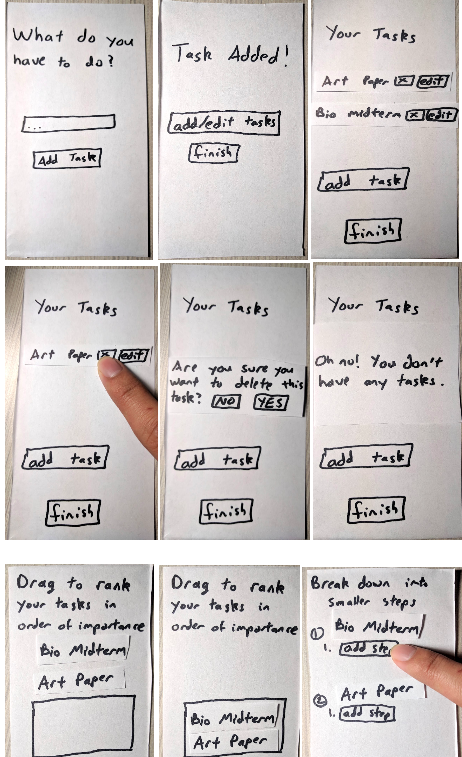 What do you
have to do?
...
Add Task
Task Added!
add/edit tasks
finish
Your Tasks
Art Paper x edit
Bio midterm x edit
add task
finish
Your Tasks
Art Paper x edit
add task
finish
Your Tasks
Are you sure you
want to delete this
task? NO YES
add task
finish
Your Tasks
Oh no! You don't
have any tasks.
add task
finish
Drag to rank
your tasks in
order of importance
Bio Midterm
Art Paper
Drag to rank
your tasks in
order of importance
Bio Midterm
Art Paper
Break down into
smaller steps
① Bio Midterm
1. add step
② Art Paper
1. add step